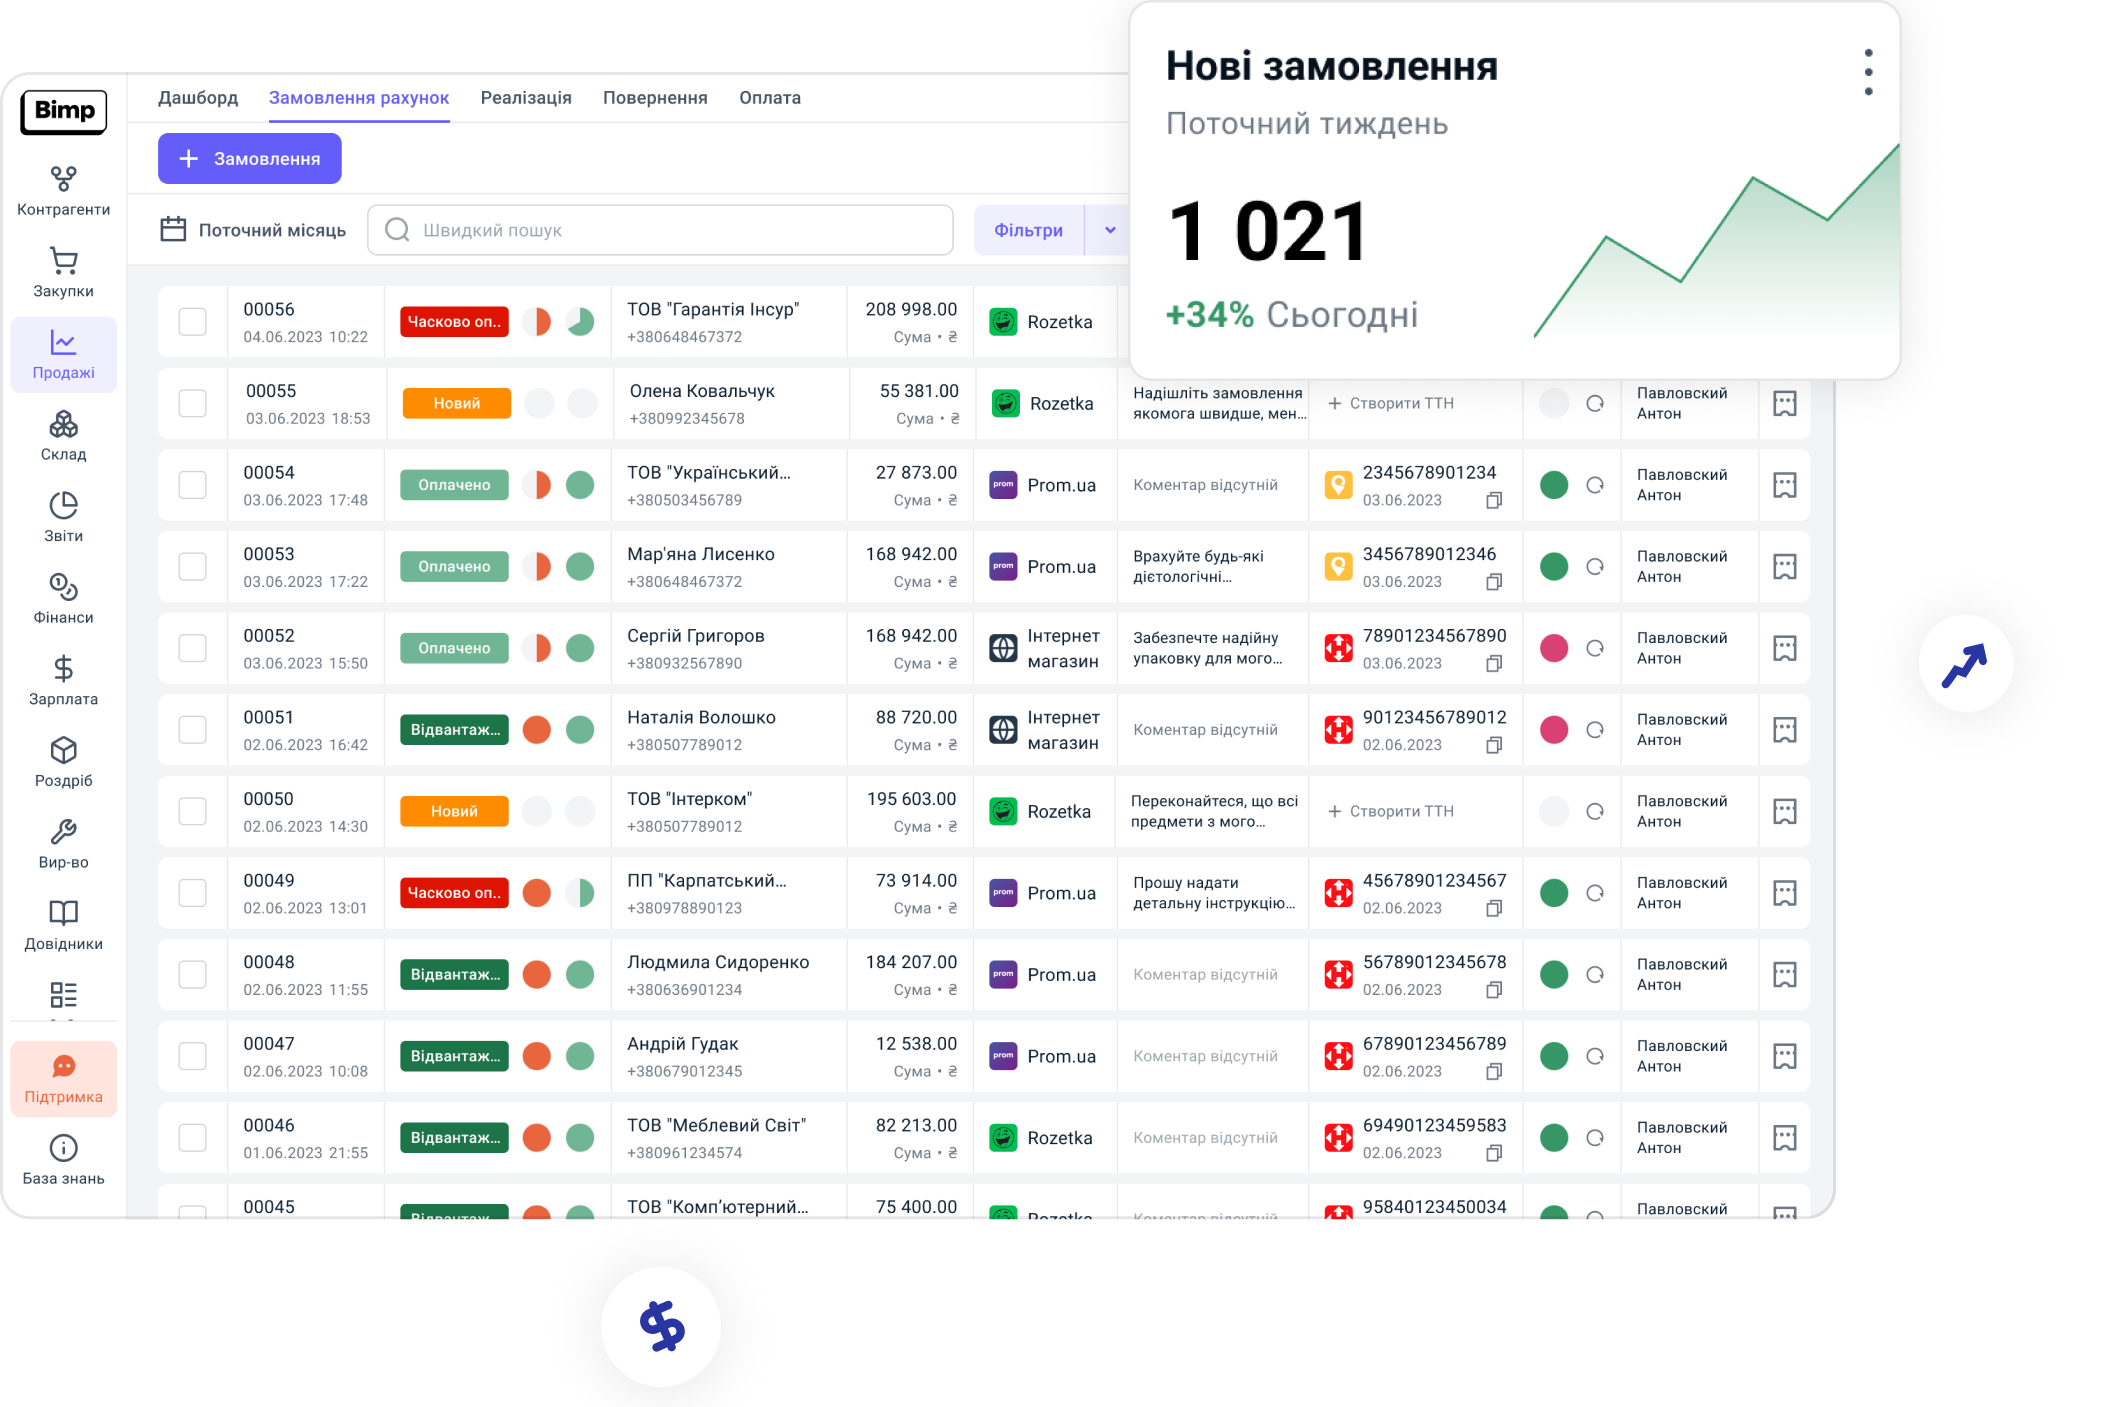 Bimp
Контрагенти
Закупки
Продажі
Склад
Звіти
Фінанси
Зарплата
Роздріб
Вир-во
Довідники
Підтримка
База знань
Дашборд
Замовлення рахунок
Реалізація
Повернення
Оплата
Замовлення
Поточний місяць
Швидкий пошук
Фільтри
Нові замовлення
Поточний тиждень
1 021
+34% Сьогодні
00056
04.06.2023 10:22
Часково оп..
ТОВ "Гарантія Інсур"
+380648467372
208 998.00
Сума • ₴
Rozetka
00055
03.06.2023 18:53
Новий
Олена Ковальчук
+380992345678
55 381.00
Сума • ₴
Rozetka
Надішліть замовлення
якомога швидше, мен...
+ Створити ТТН
Павловский
Антон
00054
03.06.2023 17:48
Оплачено
ТОВ "Український...
+380503456789
27 873.00
Сума • ₴
prom
Prom.ua
Коментар відсутній
2345678901234
03.06.2023
Павловский
Антон
00053
03.06.2023 17:22
Оплачено
Мар'яна Лисенко
+380648467372
168 942.00
Сума • ₴
prom
Prom.ua
Врахуйте будь-які
дієтологічні...
3456789012346
03.06.2023
Павловский
Антон
00052
03.06.2023 15:50
Оплачено
Сергій Григоров
+380932567890
168 942.00
Сума • ₴
Інтернет
магазин
Забезпечте надійну
упаковку для мого...
78901234567890
03.06.2023
Павловский
Антон
00051
02.06.2023 16:42
Відвантаж...
Наталія Волошко
+380507789012
88 720.00
Сума • ₴
Інтернет
магазин
Коментар відсутній
90123456789012
02.06.2023
Павловский
Антон
00050
02.06.2023 14:30
Новий
ТОВ "Інтерком"
+380507789012
195 603.00
Сума • ₴
Rozetka
Переконайтеся, що всі
предмети з мого...
+ Створити ТТН
Павловский
Антон
00049
02.06.2023 13:01
Часково оп..
ПП "Карпатський...
+380978890123
73 914.00
Сума • ₴
prom
Prom.ua
Прошу надати
детальну інструкцію...
45678901234567
02.06.2023
Павловский
Антон
00048
02.06.2023 11:55
Відвантаж...
Людмила Сидоренко
+380636901234
184 207.00
Сума • ₴
prom
Prom.ua
Коментар відсутній
56789012345678
02.06.2023
Павловский
Антон
00047
02.06.2023 10:08
Відвантаж...
Андрій Гудак
+380679012345
12 538.00
Сума • ₴
prom
Prom.ua
Коментар відсутній
67890123456789
02.06.2023
Павловский
Антон
00046
01.06.2023 21:55
Відвантаж...
ТОВ "Меблевий Світ"
+380961234574
82 213.00
Сума • ₴
Rozetka
Коментар відсутній
69490123459583
02.06.2023
Павловский
Антон
00045
Відвантаж...
ТОВ "Комп’ютерний...
75 400.00
Rozetka
Коментар відсутній
95840123450034
Павловский